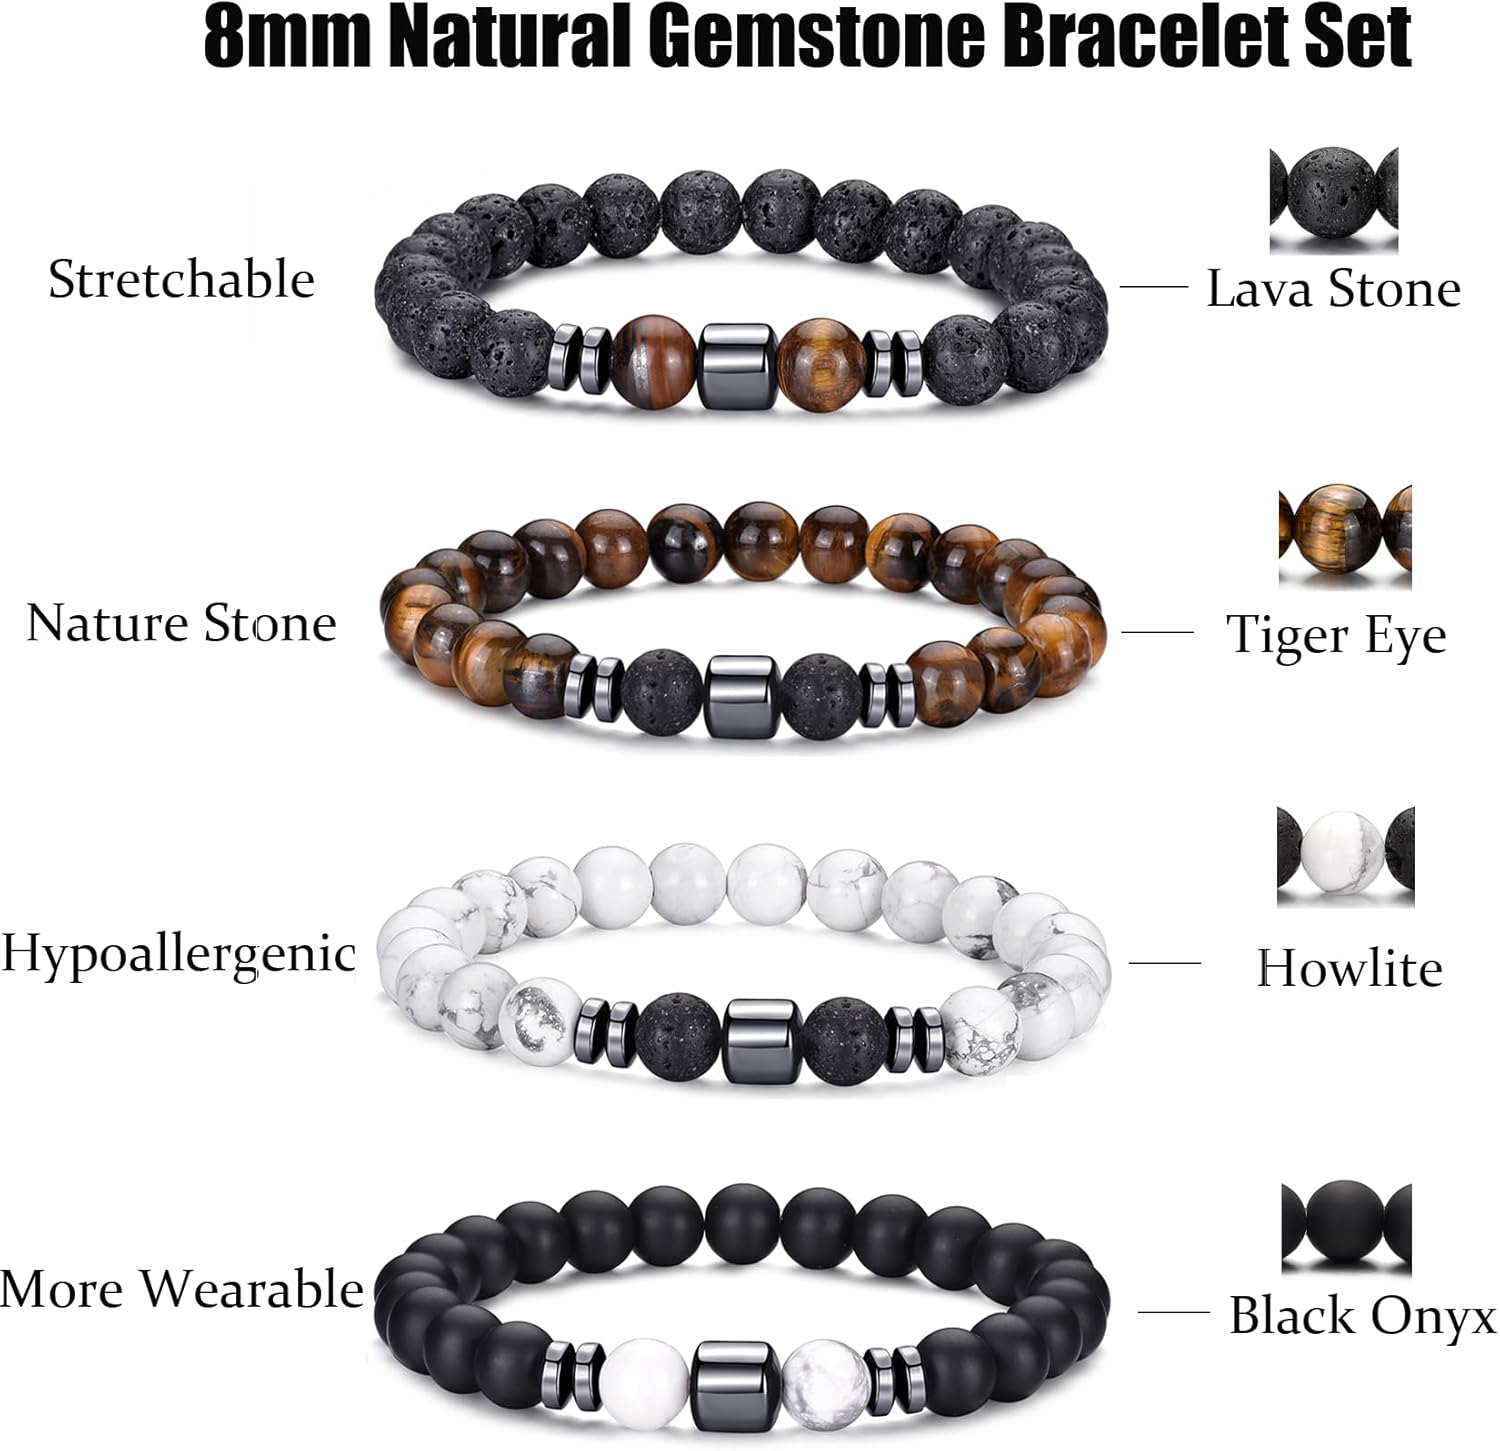 8mm Natural Gemstone Bracelet Set
Stretchable
Lava Stone
Nature Stone
Tiger Eye
Hypoallergenic
Howlite
More Wearable
Black Onyx